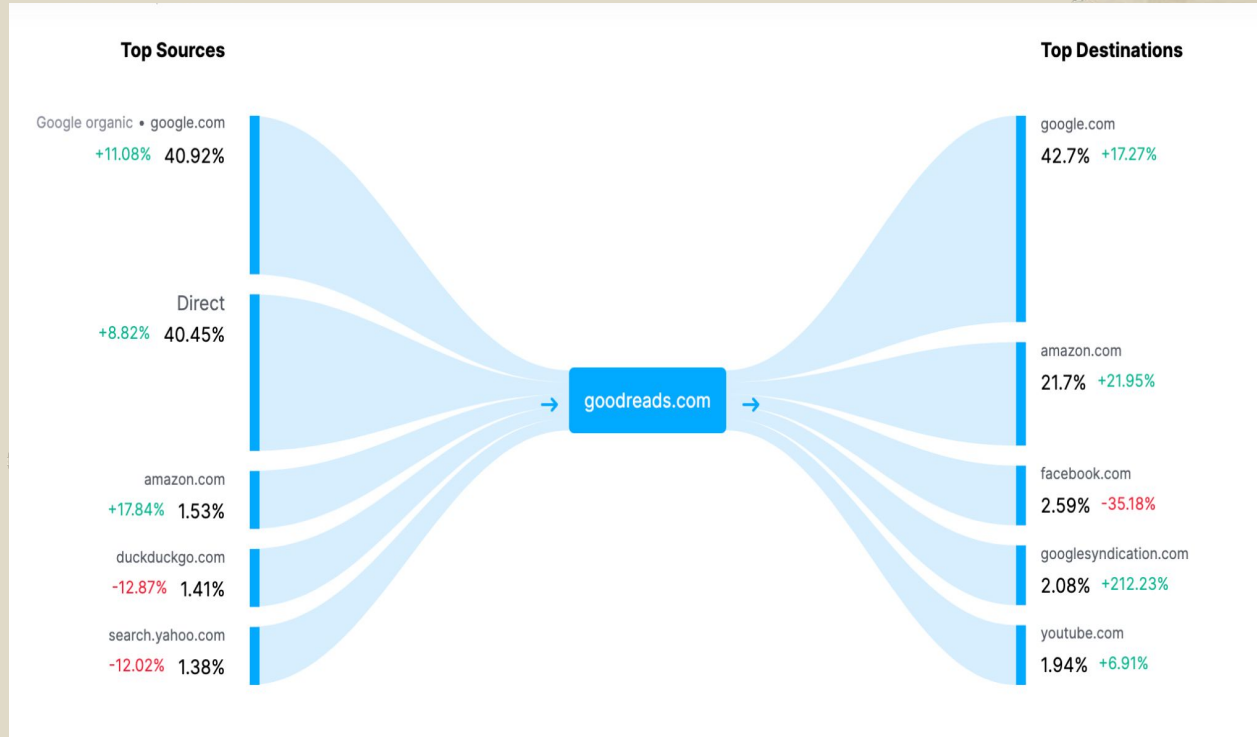 Top Sources
Google organic • google.com
+11.08% 40.92%
Direct
+8.82% 40.45%
amazon.com
+17.84% 1.53%
duckduckgo.com
-12.87% 1.41%
search.yahoo.com
-12.02% 1.38%
→ goodreads.com →
Top Destinations
google.com
42.7% +17.27%
amazon.com
21.7% +21.95%
facebook.com
2.59% -35.18%
googlesyndication.com
2.08% +212.23%
youtube.com
1.94% +6.91%